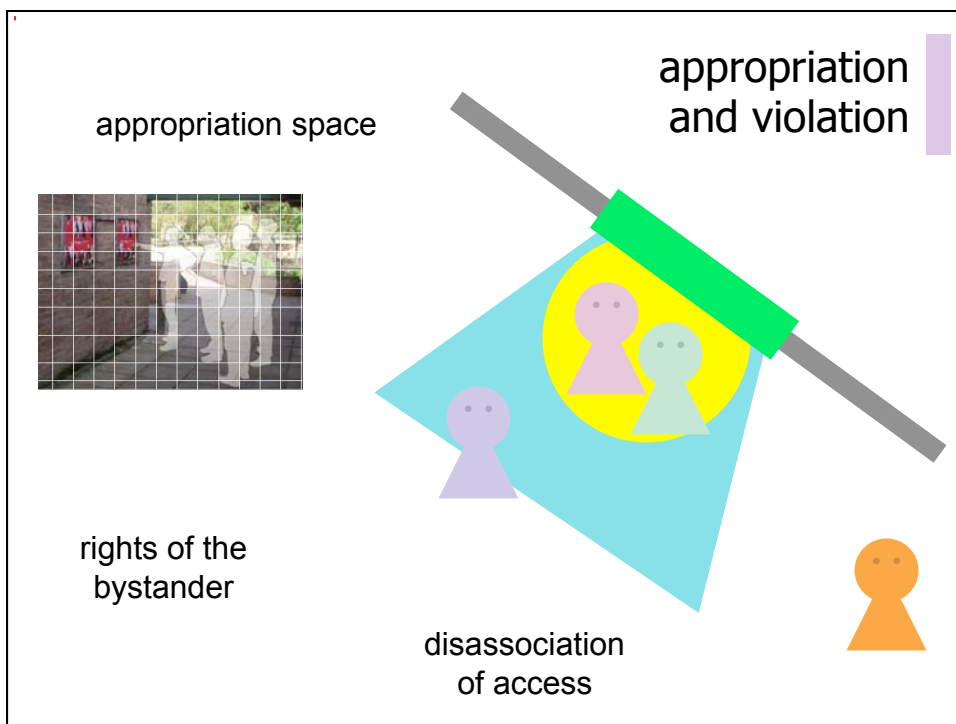 appropriation
and violation
appropriation space
rights of the
bystander
disassociation
of access